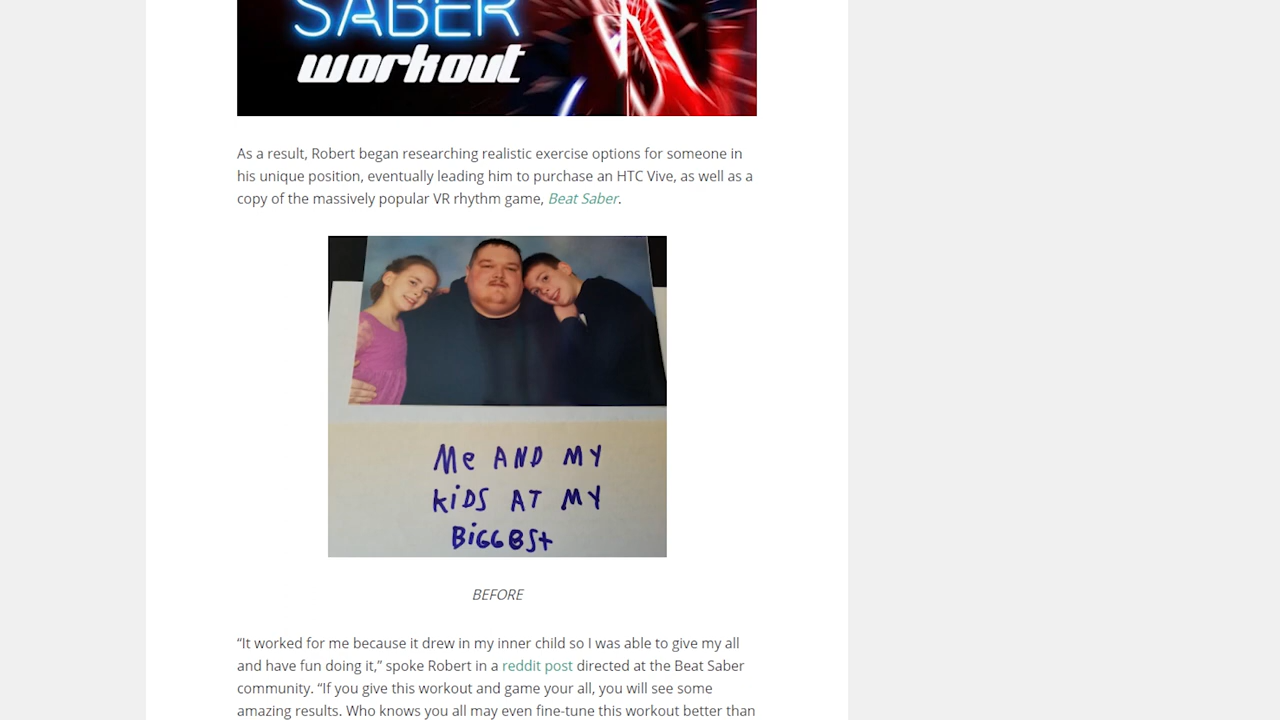 SABER
workout
As a result, Robert began researching realistic exercise options for someone in
his unique position, eventually leading him to purchase an HTC Vive, as well as a
copy of the massively popular VR rhythm game, Beat Saber.
Me AND MY
KiDS AT MY
BiGGESt
BEFORE
“It worked for me because it drew in my inner child so I was able to give my all
and have fun doing it,” spoke Robert in a reddit post directed at the Beat Saber
community. “If you give this workout and game your all, you will see some
amazing results. Who knows you all may even fine-tune this workout better than